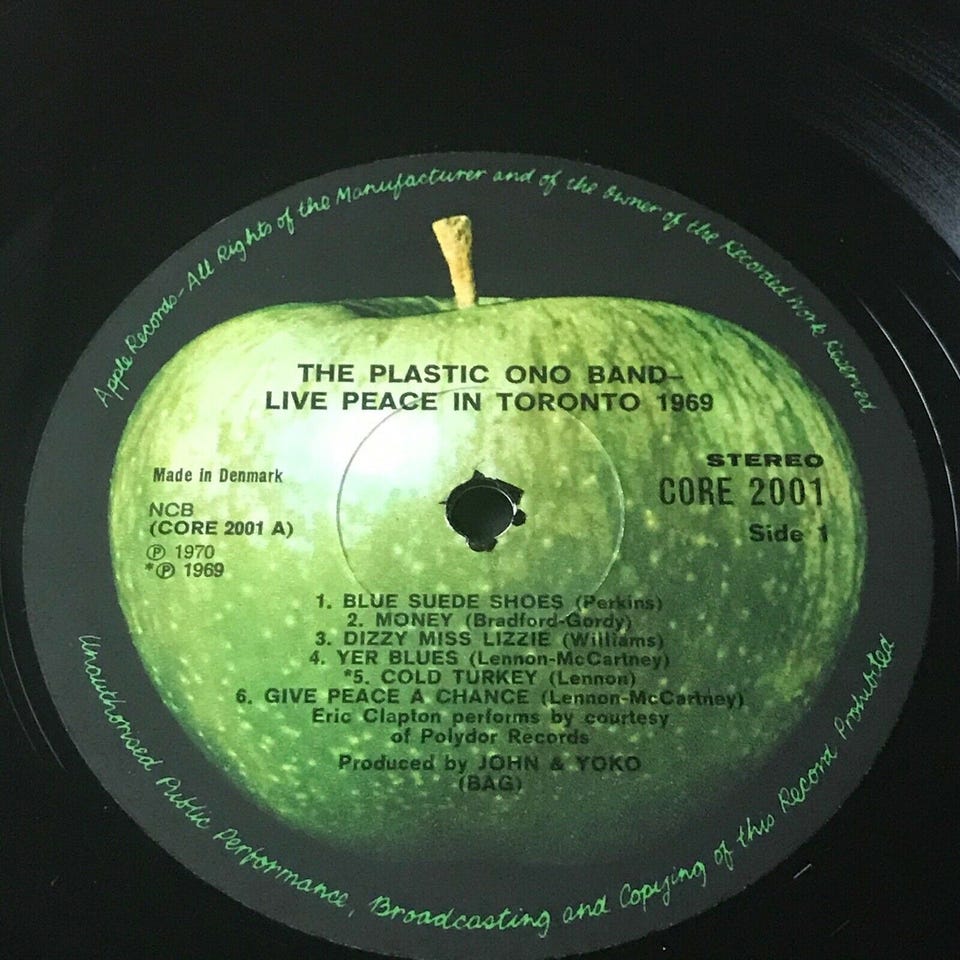 Apple Records-All Rights of the Manufacturer and of the Owner of the Recorded Work Reserved
THE PLASTIC ONO BAND–
LIVE PEACE IN TORONTO 1969
Made in Denmark
NCB
(CORE 2001 A)
Ⓟ 1970
*Ⓟ 1969
STEREO
CORE 2001
Side 1
1. BLUE SUEDE SHOES (Perkins)
2. MONEY (Bradford-Gordy)
3. DIZZY MISS LIZZIE (Williams)
4. YER BLUES (Lennon-McCartney)
*5. COLD TURKEY (Lennon)
6. GIVE PEACE A CHANCE (Lennon-McCartney)
Eric Clapton performs by courtesy
of Polydor Records
Produced by JOHN & YOKO
(BAG)
Unauthorised Public Performance, Broadcasting and Copying of this Record Prohibited